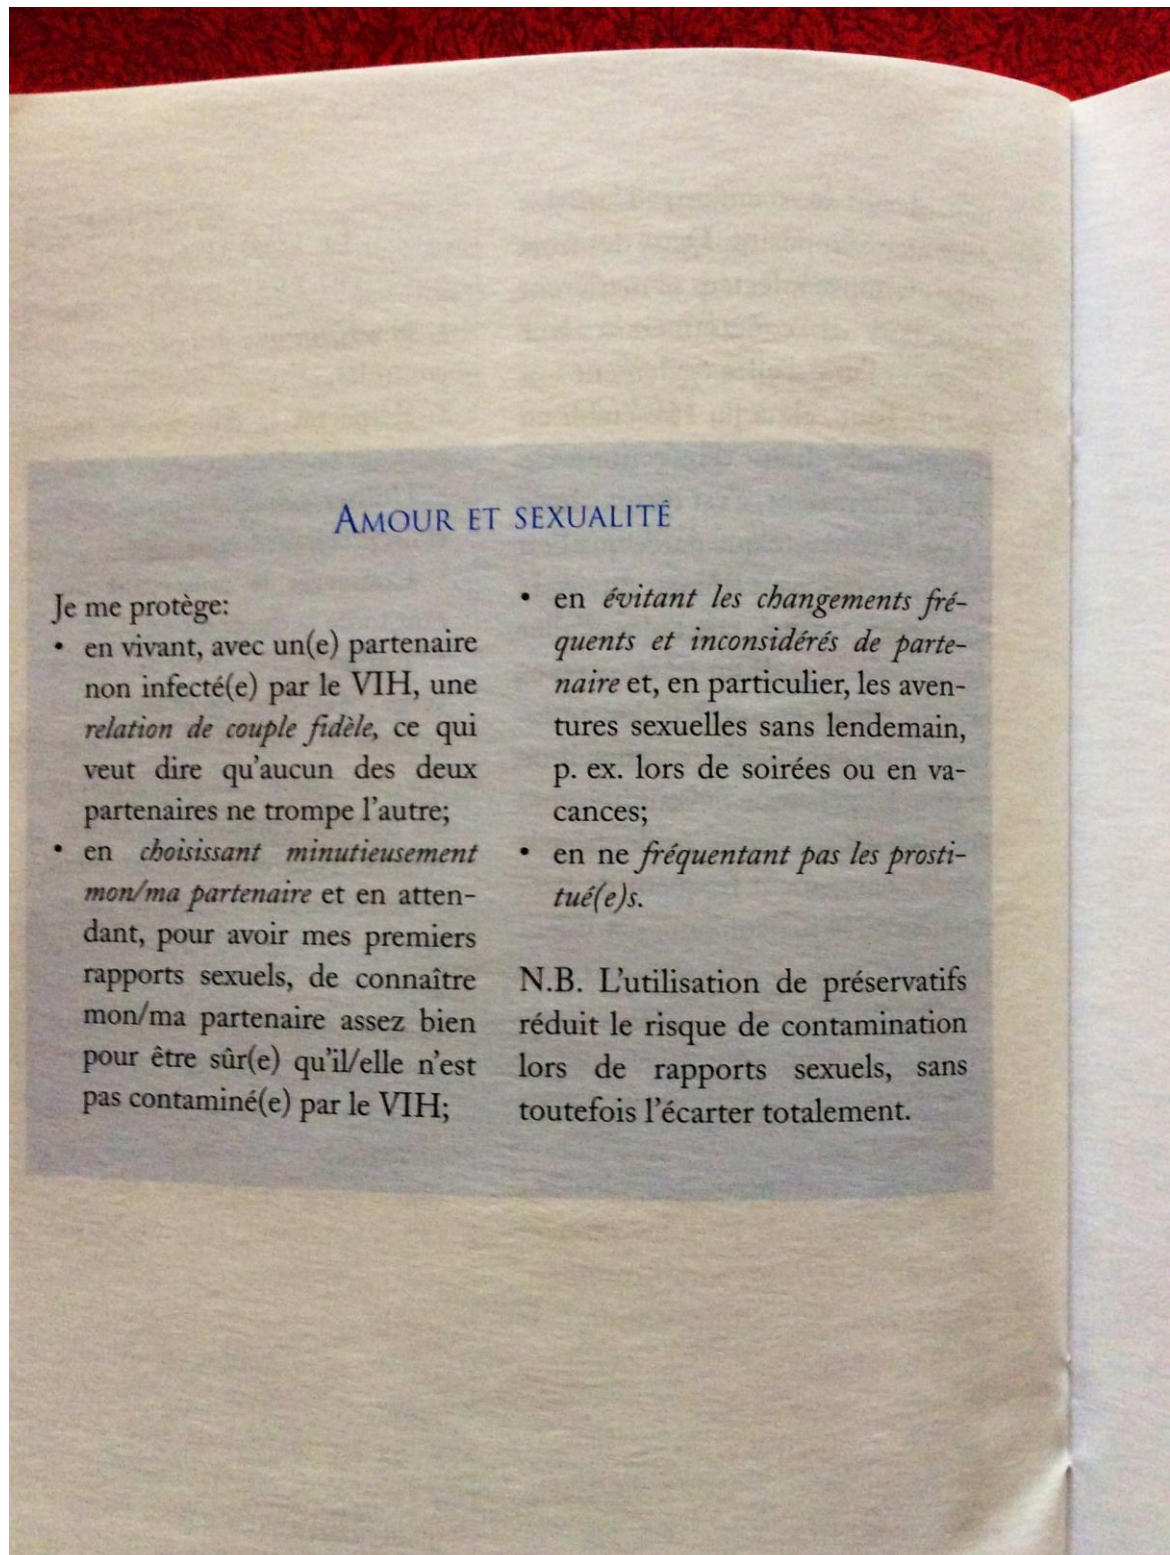 AMOUR ET SEXUALITÉ
Je me protège:
• en vivant, avec un(e) partenaire
non infecté(e) par le VIH, une
relation de couple fidèle, ce qui
veut dire qu'aucun des deux
partenaires ne trompe l'autre;
• en choisissant minutieusement
mon/ma partenaire et en atten-
dant, pour avoir mes premiers
rapports sexuels, de connaître
mon/ma partenaire assez bien
pour être sûr(e) qu'il/elle n'est
pas contaminé(e) par le VIH;
• en évitant les changements fré-
quents et inconsidérés de parte-
naire et, en particulier, les aven-
tures sexuelles sans lendemain,
p. ex. lors de soirées ou en va-
cances;
• en ne fréquentant pas les prosti-
tué(e)s.
N.B. L'utilisation de préservatifs
réduit le risque de contamination
lors de rapports sexuels, sans
toutefois l'écarter totalement.